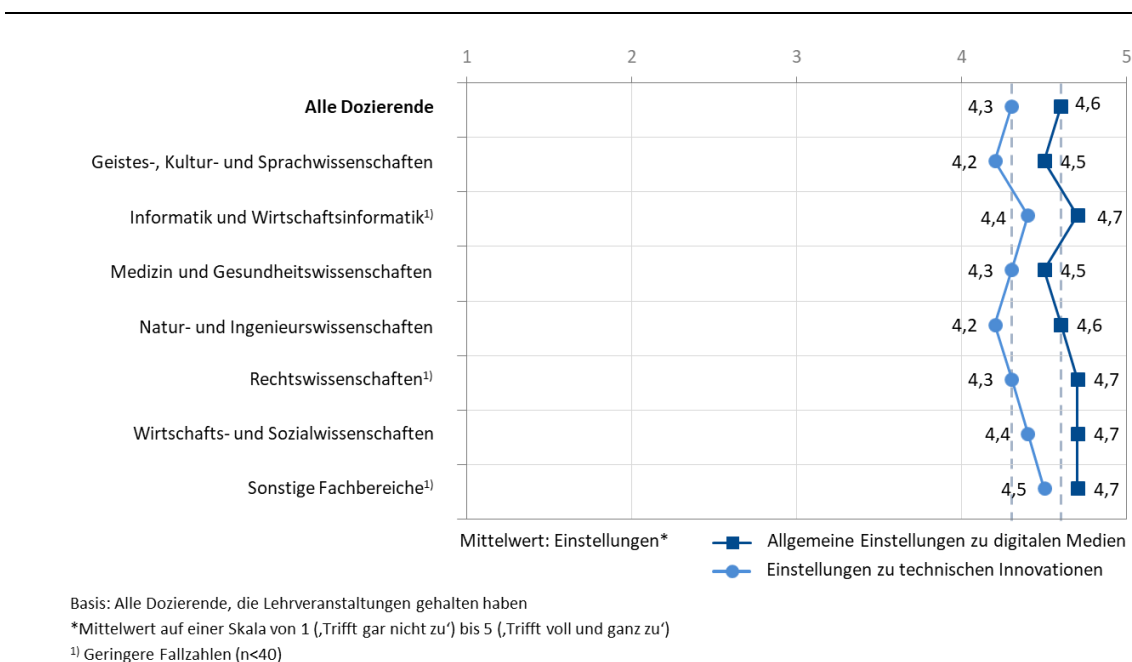 1 2 3 4 5
Alle Dozierende 4,3 4,6
Geistes-, Kultur- und Sprachwissenschaften 4,2 4,5
Informatik und Wirtschaftsinformatik¹⁾ 4,4 4,7
Medizin und Gesundheitswissenschaften 4,3 4,5
Natur- und Ingenieurswissenschaften 4,2 4,6
Rechtswissenschaften¹⁾ 4,3 4,7
Wirtschafts- und Sozialwissenschaften 4,4 4,7
Sonstige Fachbereiche¹⁾ 4,5 4,7
Mittelwert: Einstellungen* Allgemeine Einstellungen zu digitalen Medien
Einstellungen zu technischen Innovationen
Basis: Alle Dozierende, die Lehrveranstaltungen gehalten haben
*Mittelwert auf einer Skala von 1 (‚Trifft gar nicht zu‘) bis 5 (‚Trifft voll und ganz zu‘)
¹⁾ Geringere Fallzahlen (n<40)